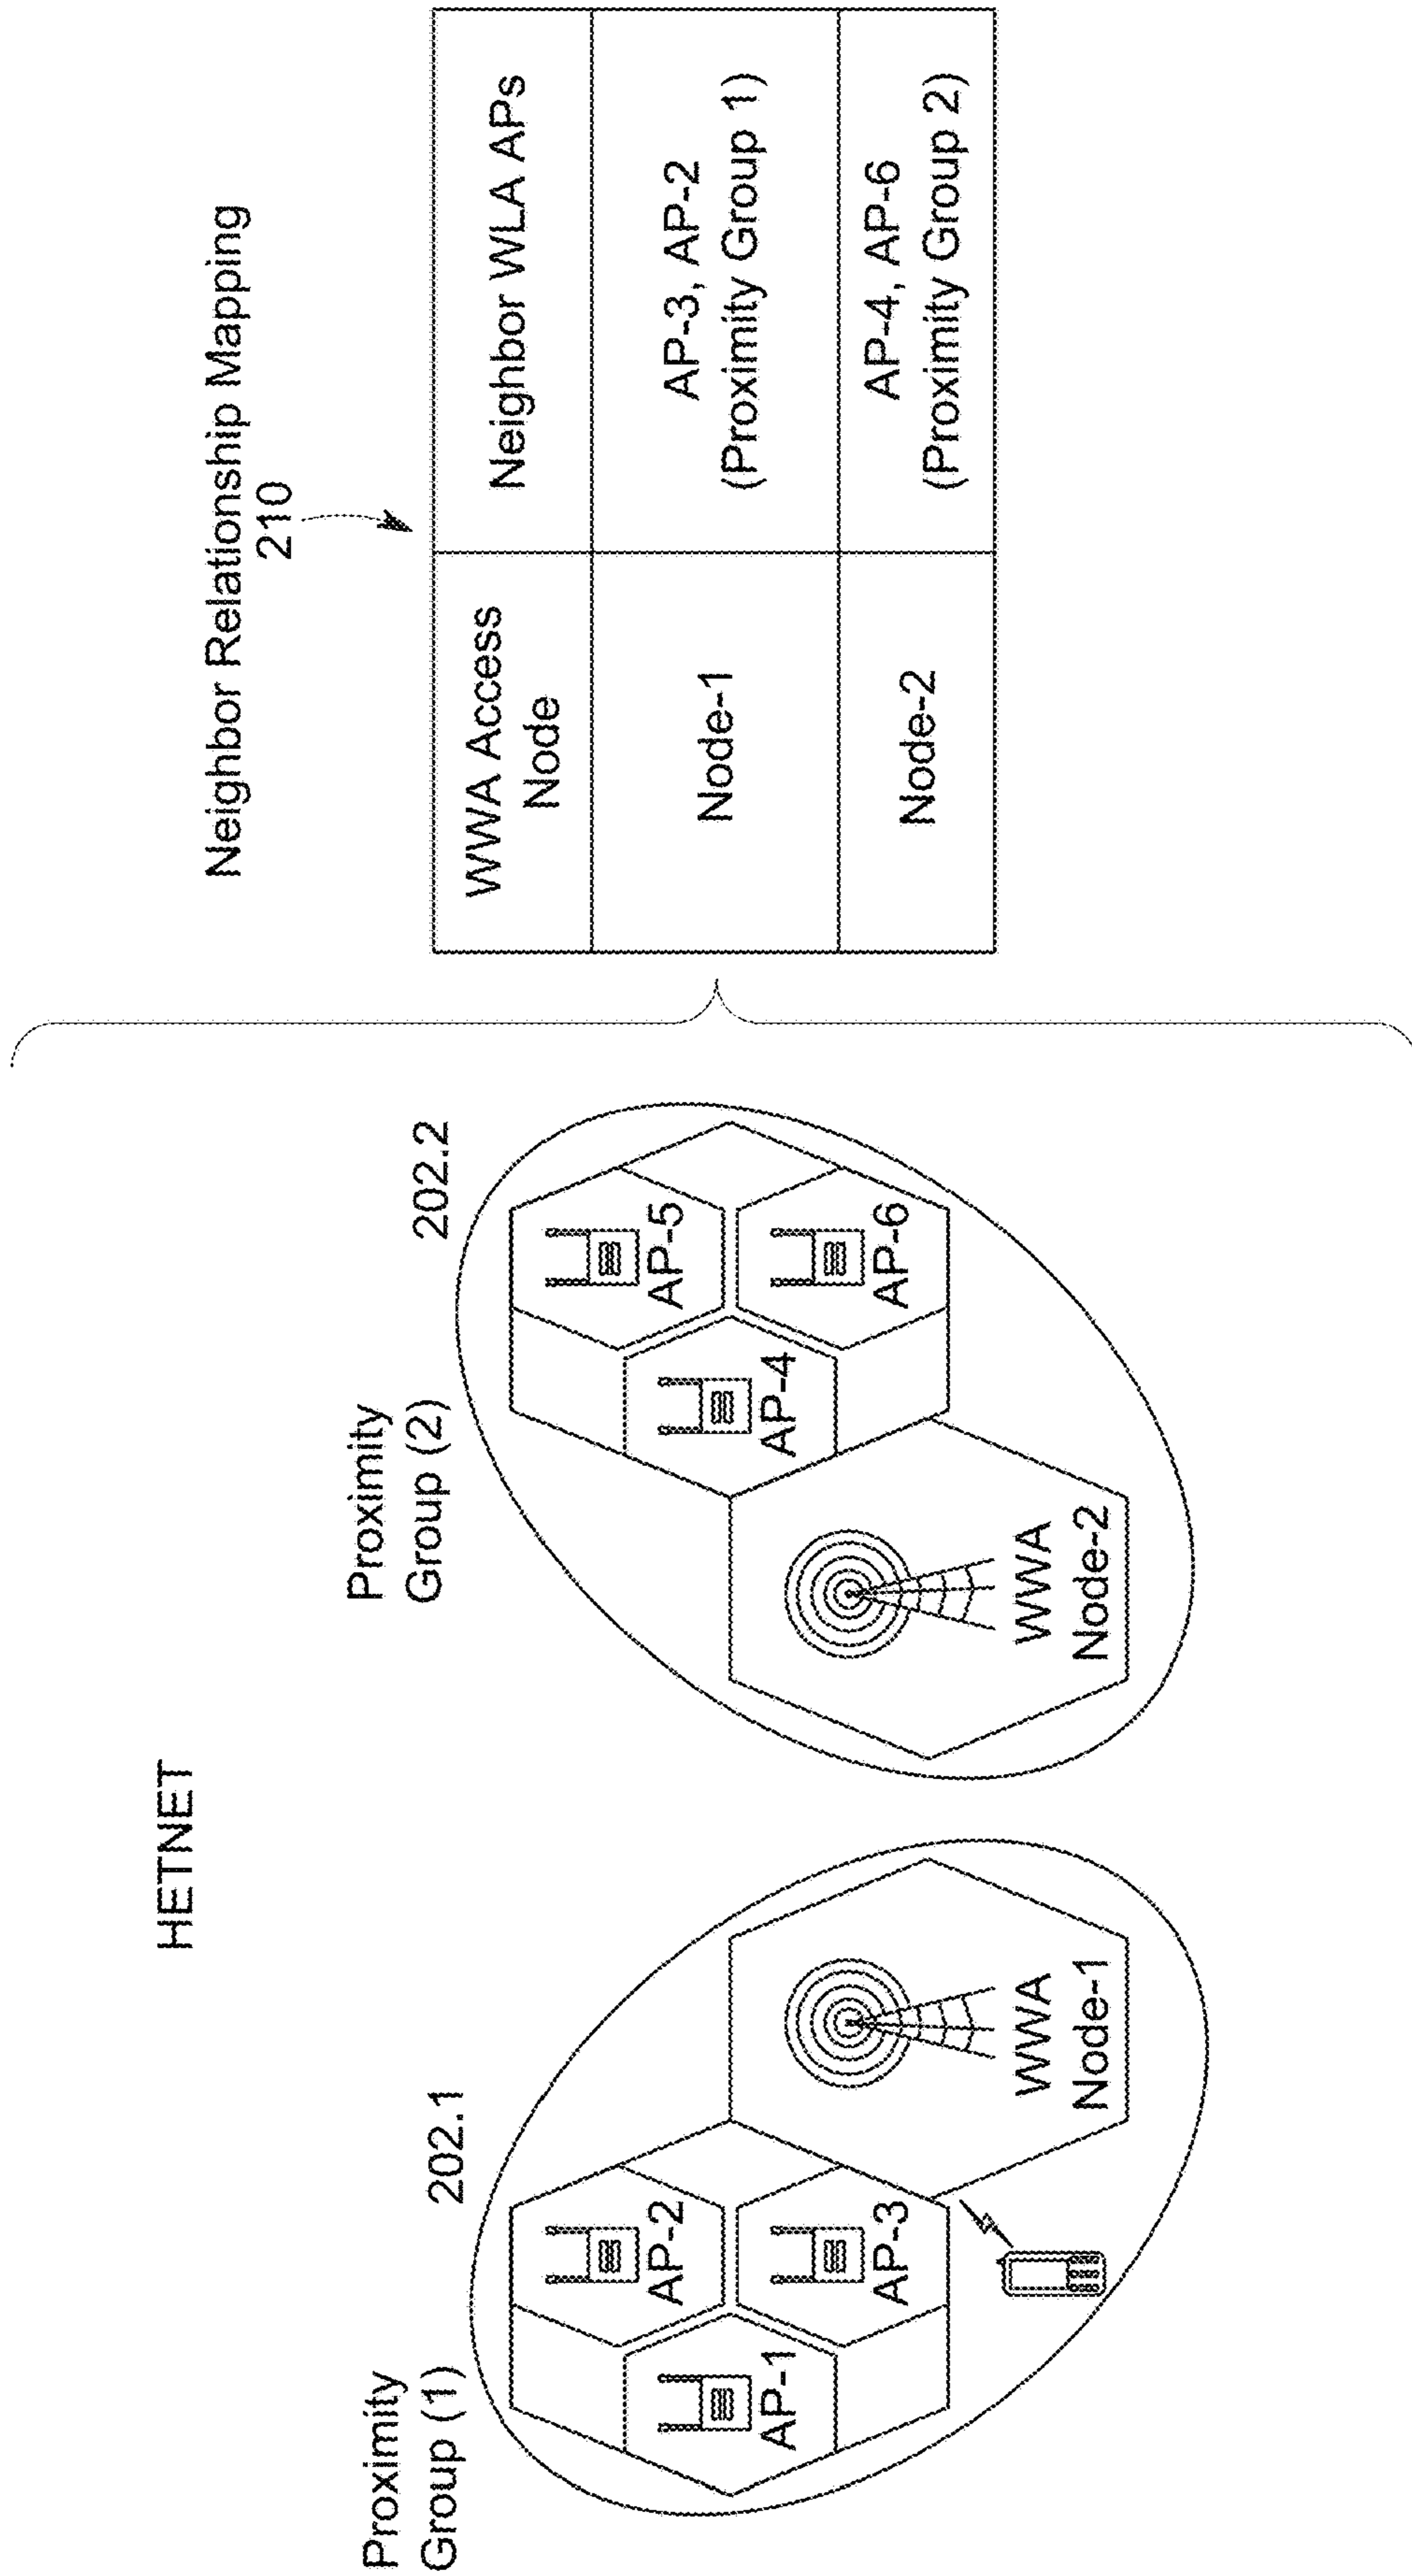 HETNET
Proximity
Group (1)
202.1
AP-1
AP-2
AP-3
WWA
Node-1
Proximity
Group (2)
202.2
AP-4
AP-5
AP-6
WWA
Node-2
Neighbor Relationship Mapping
210
WWA Access
Node
Neighbor WLA APs
Node-1
AP-3, AP-2
(Proximity Group 1)
Node-2
AP-4, AP-6
(Proximity Group 2)